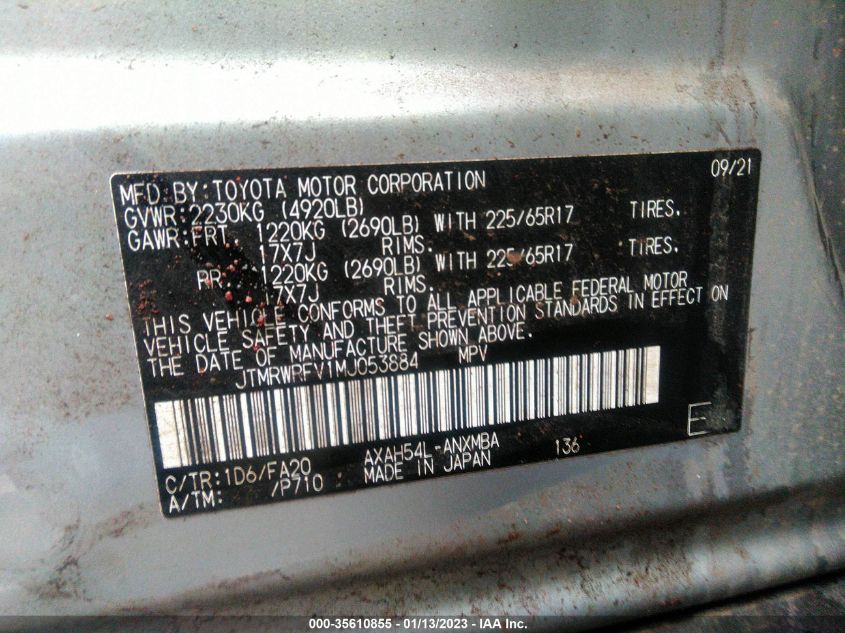 09/21
MFD BY: TOYOTA MOTOR CORPORATION
GVWR: 2230KG (4920LB)
GAWR: FRT. 1220KG (2690LB) WITH 225/65R17 TIRES.
17X7J RIMS.
RR. 1220KG (2690LB) WITH 225/65R17 TIRES.
17X7J RIMS.
THIS VEHICLE CONFORMS TO ALL APPLICABLE FEDERAL MOTOR
VEHICLE SAFETY AND THEFT PREVENTION STANDARDS IN EFFECT ON
THE DATE OF MANUFACTURE SHOWN ABOVE.
JTMRWRFV1MJ053884 MPV
E
C/TR: 1D6/FA20 AXAH54L-ANXMBA 136
A/TM: /P710 MADE IN JAPAN
000-35610855 - 01/13/2023 - IAA Inc.